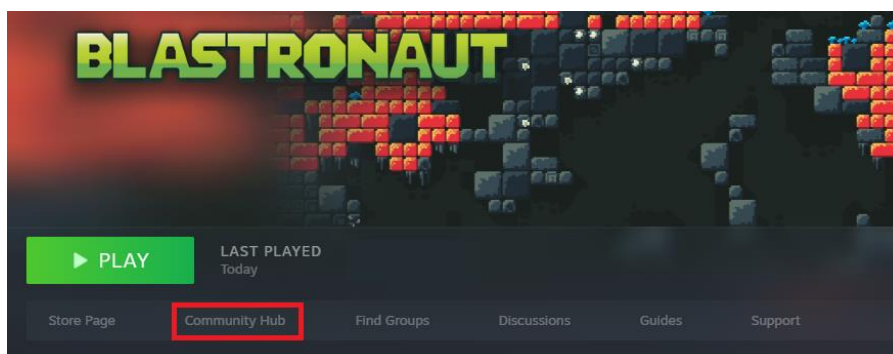 BLASTRONAUT
PLAY
LAST PLAYED
Today
Store Page Community Hub Find Groups Discussions Guides Support